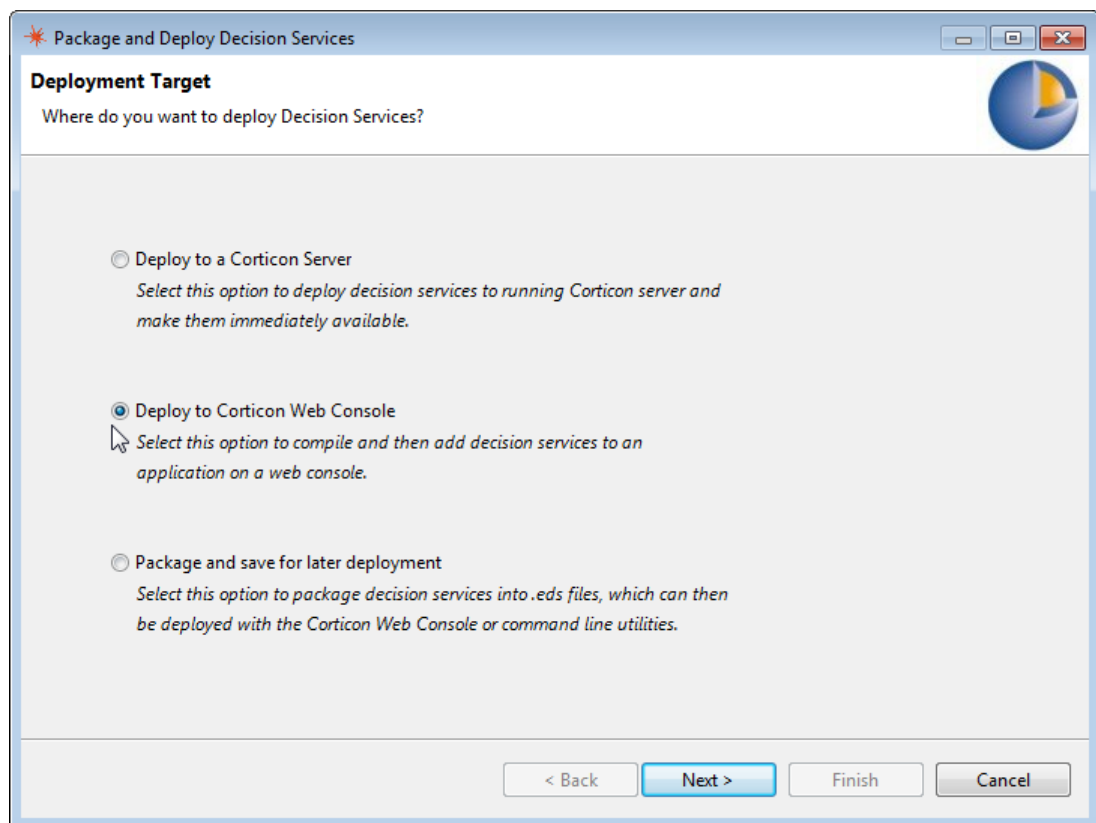 Package and Deploy Decision Services
Deployment Target
Where do you want to deploy Decision Services?
Deploy to a Corticon Server
Select this option to deploy decision services to running Corticon server and
make them immediately available.
Deploy to Corticon Web Console
Select this option to compile and then add decision services to an
application on a web console.
Package and save for later deployment
Select this option to package decision services into .eds files, which can then
be deployed with the Corticon Web Console or command line utilities.
< Back Next > Finish Cancel